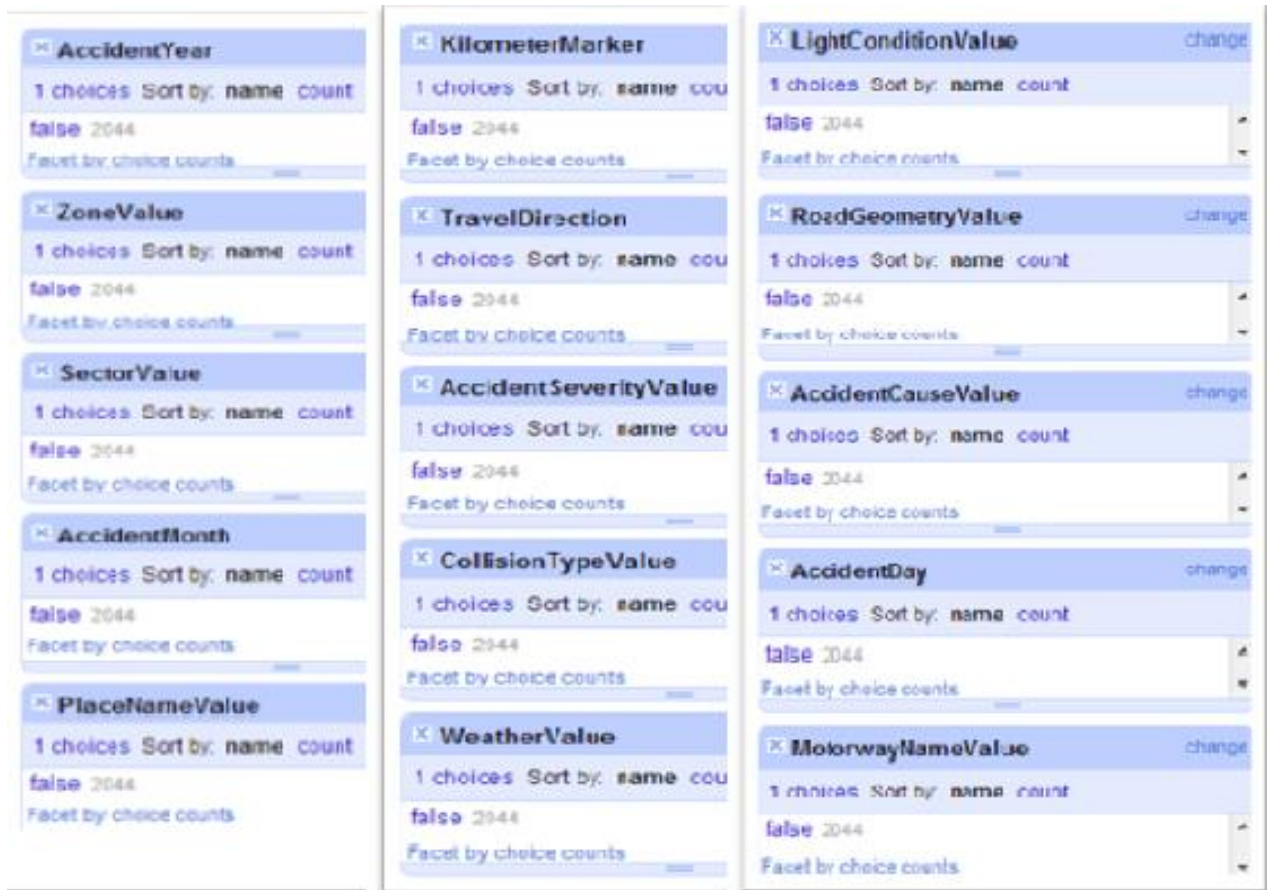 × AccidentYear
1 choices Sort by: name count
false 2044
Facet by choice counts
× ZoneValue
1 choices Sort by: name count
false 2044
Facet by choice counts
× SectorValue
1 choices Sort by: name count
false 2044
Facet by choice counts
× AccidentMonth
1 choices Sort by: name count
false 2044
Facet by choice counts
× PlaceNameValue
1 choices Sort by: name count
false 2044
Facet by choice counts
× KilometerMarker
1 choices Sort by: name cou
false 2044
Facet by choice counts
× TravelDirection
1 choices Sort by: name cou
false 2044
Facet by choice counts
× AccidentSeverityValue
1 choices Sort by: name cou
false 2044
Facet by choice counts
× CollisionTypeValue
1 choices Sort by: name cou
false 2044
Facet by choice counts
× WeatherValue
1 choices Sort by: name cou
false 2044
Facet by choice counts
× LightConditionValue change
1 choices Sort by: name count
false 2044
Facet by choice counts
× RoadGeometryValue change
1 choices Sort by: name count
false 2044
Facet by choice counts
× AccidentCauseValue change
1 choices Sort by: name count
false 2044
Facet by choice counts
× AccidentDay change
1 choices Sort by: name count
false 2044
Facet by choice counts
× MotorwayNameValue change
1 choices Sort by: name count
false 2044
Facet by choice counts